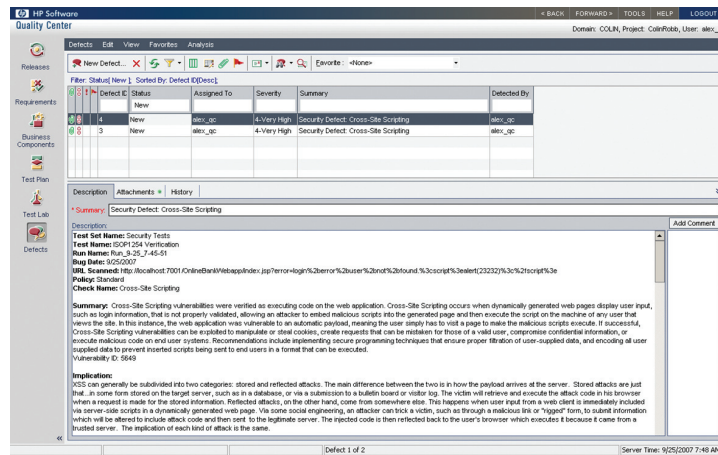 HP Software
< BACK FORWARD > TOOLS HELP LOGOUT
Quality Center
Domain: COLIN, Project: ColinRobb, User: alex_
Defects Edit View Favorites Analysis
New Defect... Favorite: <None>
Filter: Status[ New ]; Sorted By: Defect ID[Desc];
Defect ID Status Assigned To Severity Summary Detected By
New
4 New alex_qc 4-Very High Security Defect: Cross-Site Scripting alex_qc
3 New alex_qc 4-Very High Security Defect: Cross-Site Scripting alex_qc
Releases
Requirements
Business
Components
Test Plan
Test Lab
Defects
Description Attachments History
* Summary: Security Defect: Cross-Site Scripting
Description:
Add Comment
Test Set Name: Security Tests
Test Name: ISOP1254 Verification
Run Name: Run_9-25_7-45-51
Bug Date: 9/25/2007
URL Scanned: http://localhost:7001/OnlineBankWebapp/index.jsp?error=login%2berror%2buser%2bnot%2bfound.%3cscript%3ealert(23232)%3c%2fscript%3e
Policy: Standard
Check Name: Cross-Site Scripting
Summary: Cross-Site Scripting vulnerabilities were verified as executing code on the web application. Cross-Site Scripting occurs when dynamically generated web pages display user input,
such as login information, that is not properly validated, allowing an attacker to embed malicious scripts into the generated page and then execute the script on the machine of any user that
views the site. In this instance, the web application was vulnerable to an automatic payload, meaning the user simply has to visit a page to make the malicious scripts execute. If successful,
Cross-Site Scripting vulnerabilities can be exploited to manipulate or steal cookies, create requests that can be mistaken for those of a valid user, compromise confidential information, or
execute malicious code on end user systems. Recommendations include implementing secure programming techniques that ensure proper filtration of user-supplied data, and encoding all user
supplied data to prevent inserted scripts being sent to end users in a format that can be executed.
Vulnerability ID: 5649
Implication:
XSS can generally be subdivided into two categories: stored and reflected attacks. The main difference between the two is in how the payload arrives at the server. Stored attacks are just
that...in some form stored on the target server, such as in a database, or via a submission to a bulletin board or visitor log. The victim will retrieve and execute the attack code in his browser
when a request is made for the stored information. Reflected attacks, on the other hand, come from somewhere else. This happens when user input from a web client is immediately included
via server-side scripts in a dynamically generated web page. Via some social engineering, an attacker can trick a victim, such as through a malicious link or "rigged" form, to submit information
which will be altered to include attack code and then sent to the legitimate server. The injected code is then reflected back to the user's browser which executes it because it came from a
trusted server. The implication of each kind of attack is the same.
Defect 1 of 2
Server Time: 9/25/2007 7:48 AM